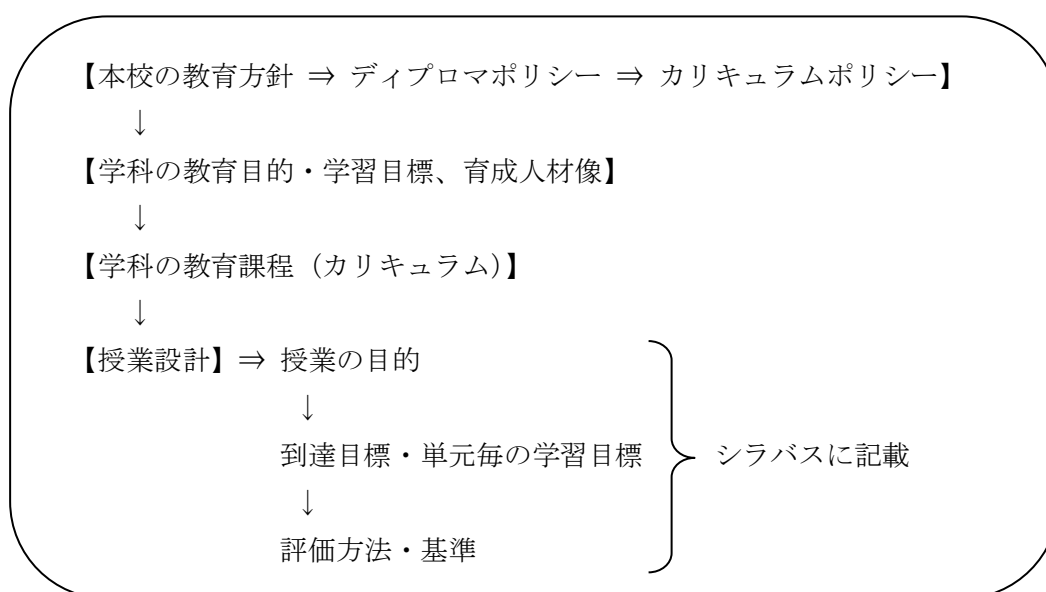 【本校の教育方針 ⇒ ディプロマポリシー ⇒ カリキュラムポリシー】
↓
【学科の教育目的・学習目標、育成人材像】
↓
【学科の教育課程（カリキュラム）】
↓
【授業設計】⇒ 授業の目的
↓
到達目標・単元毎の学習目標 シラバスに記載
↓
評価方法・基準